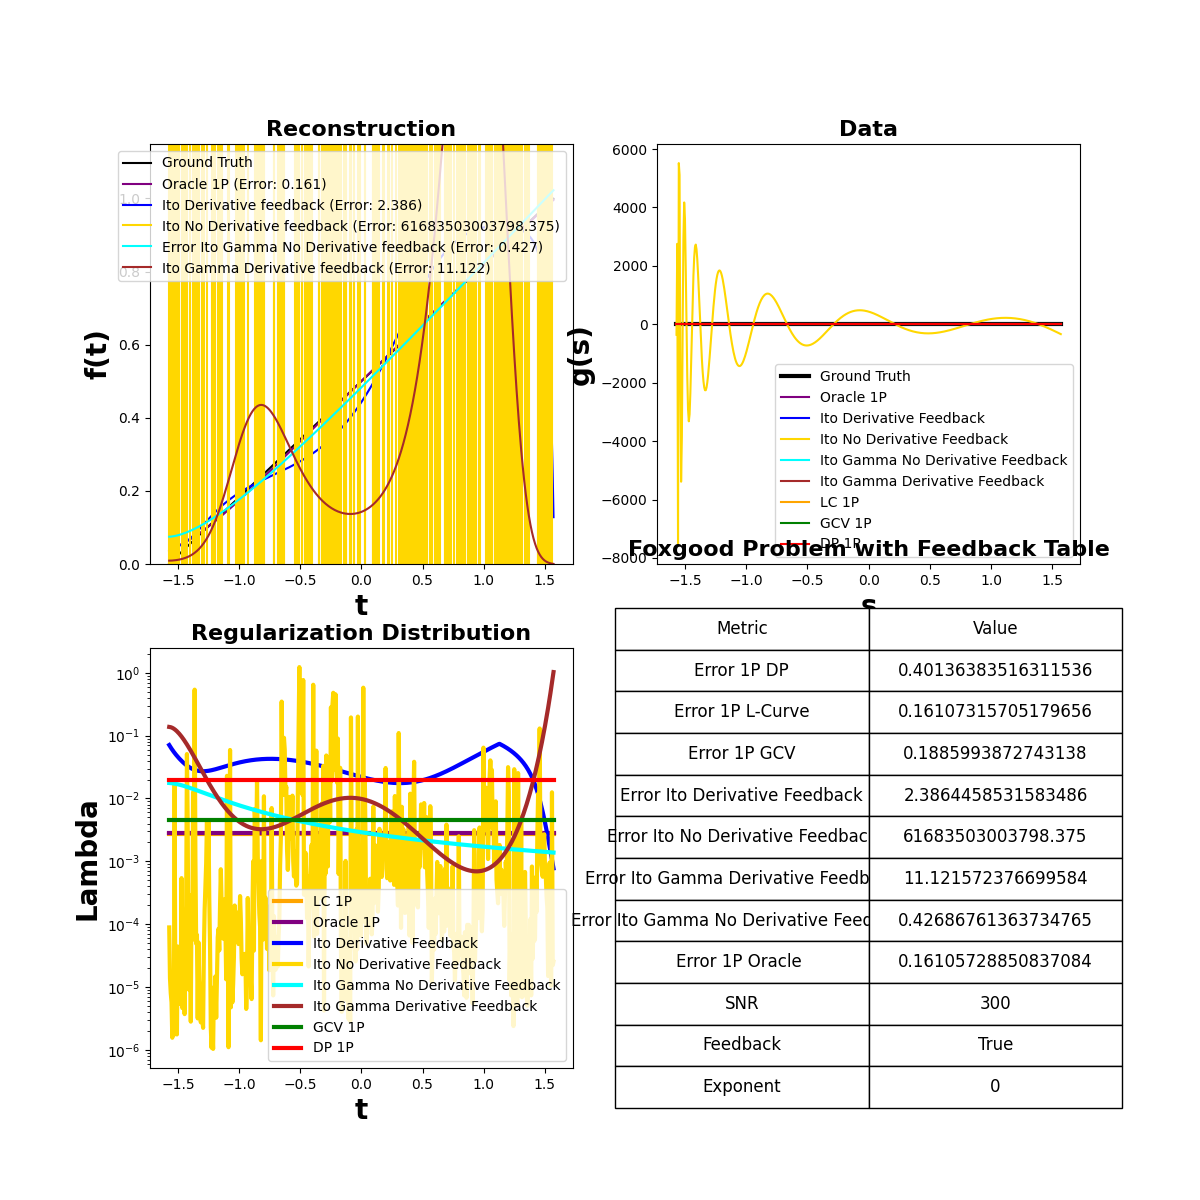 Reconstruction
Ground Truth
Oracle 1P (Error: 0.161)
Ito Derivative feedback (Error: 2.386)
Ito No Derivative feedback (Error: 61683503003798.375)
Error Ito Gamma No Derivative feedback (Error: 0.427)
Ito Gamma Derivative feedback (Error: 11.122)
1.0
0.8
0.6
0.4
0.2
0.0
f(t)
−1.5 −1.0 −0.5 0.0 0.5 1.0 1.5
t
Data
6000
4000
2000
0
−2000
−4000
−6000
−8000
g(s)
Ground Truth
Oracle 1P
Ito Derivative Feedback
Ito No Derivative Feedback
Ito Gamma No Derivative Feedback
Ito Gamma Derivative Feedback
LC 1P
GCV 1P
DP 1P
−1.5 −1.0 −0.5 0.0 0.5 1.0 1.5
s
Regularization Distribution
10⁰
10⁻¹
10⁻²
10⁻³
10⁻⁴
10⁻⁵
10⁻⁶
Lambda
LC 1P
Oracle 1P
Ito Derivative Feedback
Ito No Derivative Feedback
Ito Gamma No Derivative Feedback
Ito Gamma Derivative Feedback
GCV 1P
DP 1P
−1.5 −1.0 −0.5 0.0 0.5 1.0 1.5
t
Foxgood Problem with Feedback Table
Metric Value
Error 1P DP 0.40136383516311536
Error 1P L-Curve 0.16107315705179656
Error 1P GCV 0.1885993872743138
Error Ito Derivative Feedback 2.3864458531583486
Error Ito No Derivative Feedbac 61683503003798.375
Error Ito Gamma Derivative Feedb 11.121572376699584
Error Ito Gamma No Derivative Feed 0.42686761363734765
Error 1P Oracle 0.16105728850837084
SNR 300
Feedback True
Exponent 0